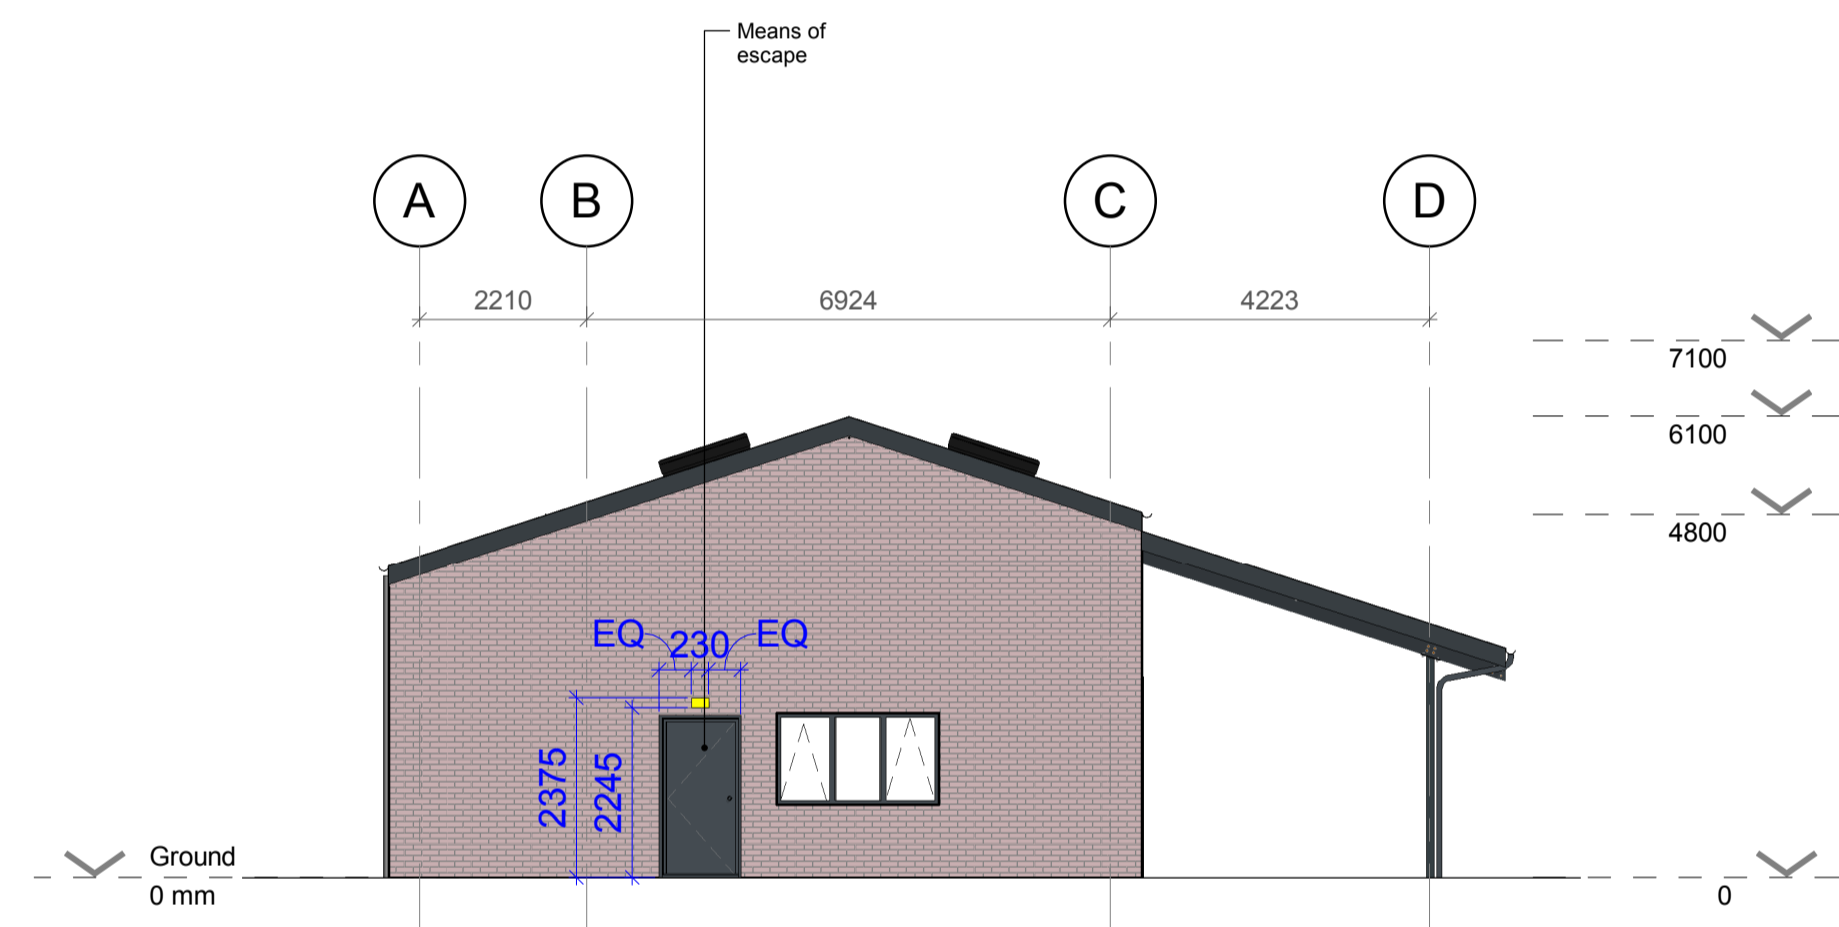 Means of
escape
A
B
C
D
2210
6924
4223
7100
6100
4800
EQ
230
EQ
2375
2245
Ground
0 mm
0